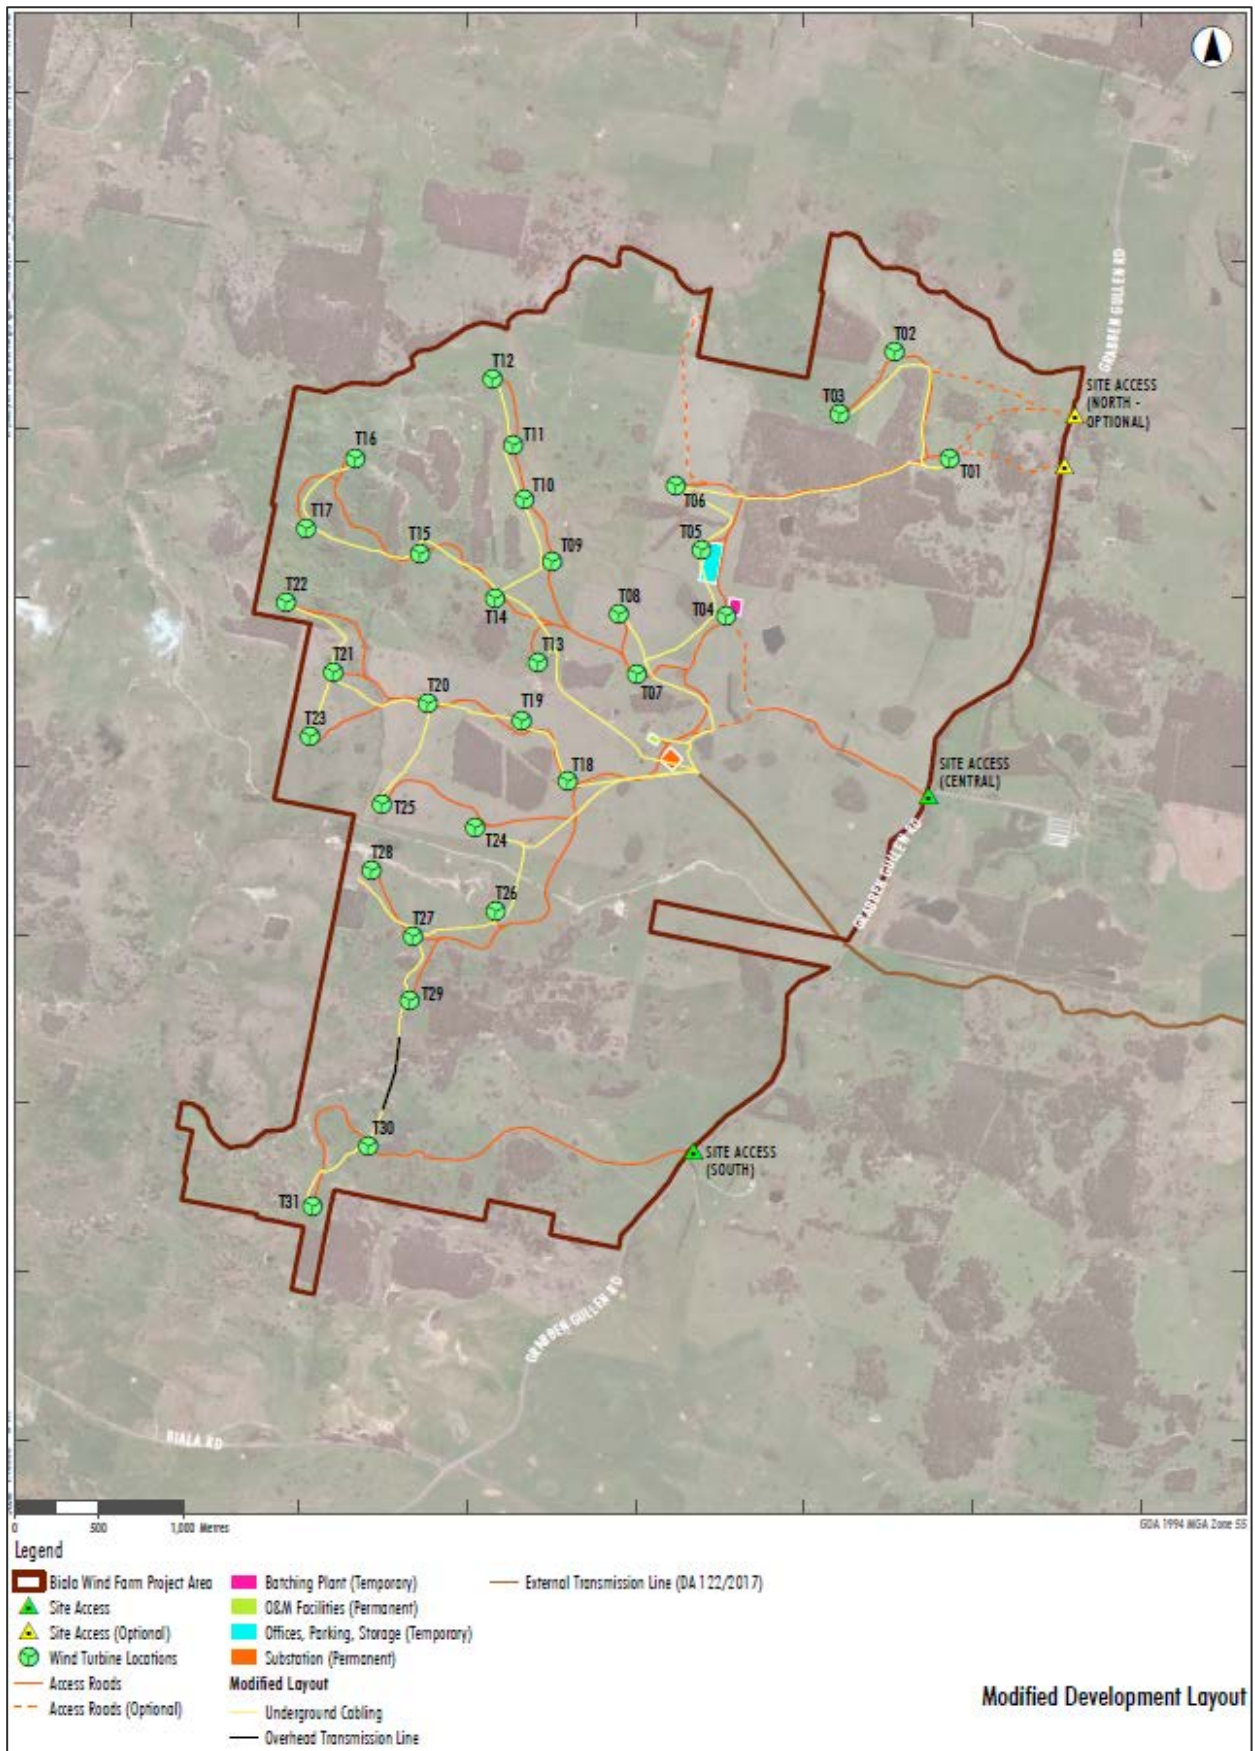 GRABBEN GULLEN RD
T02
T12
SITE ACCESS
(NORTH -
OPTIONAL)
T03
T11
T16
T01
T10
T06
T17
T15
T05
T09
T22
T08
T04
T14
T13
T21
T07
T20
T19
T23
SITE ACCESS
(CENTRAL)
T18
T25
T24
GRABBEN GULLEN RD
T28
T26
T27
T29
T30
SITE ACCESS
(SOUTH)
T31
GRABBEN GULLEN RD
BIALA RD
0 500 1,000 Metres
GDA 1994 MGA Zone 55
Legend
Biala Wind Farm Project Area
Site Access
Site Access (Optional)
Wind Turbine Locations
Access Roads
Access Roads (Optional)
Batching Plant (Temporary)
O&M Facilities (Permanent)
Offices, Parking, Storage (Temporary)
Substation (Permanent)
Modified Layout
Underground Cabling
Overhead Transmission Line
External Transmission Line (DA 122/2017)
Modified Development Layout